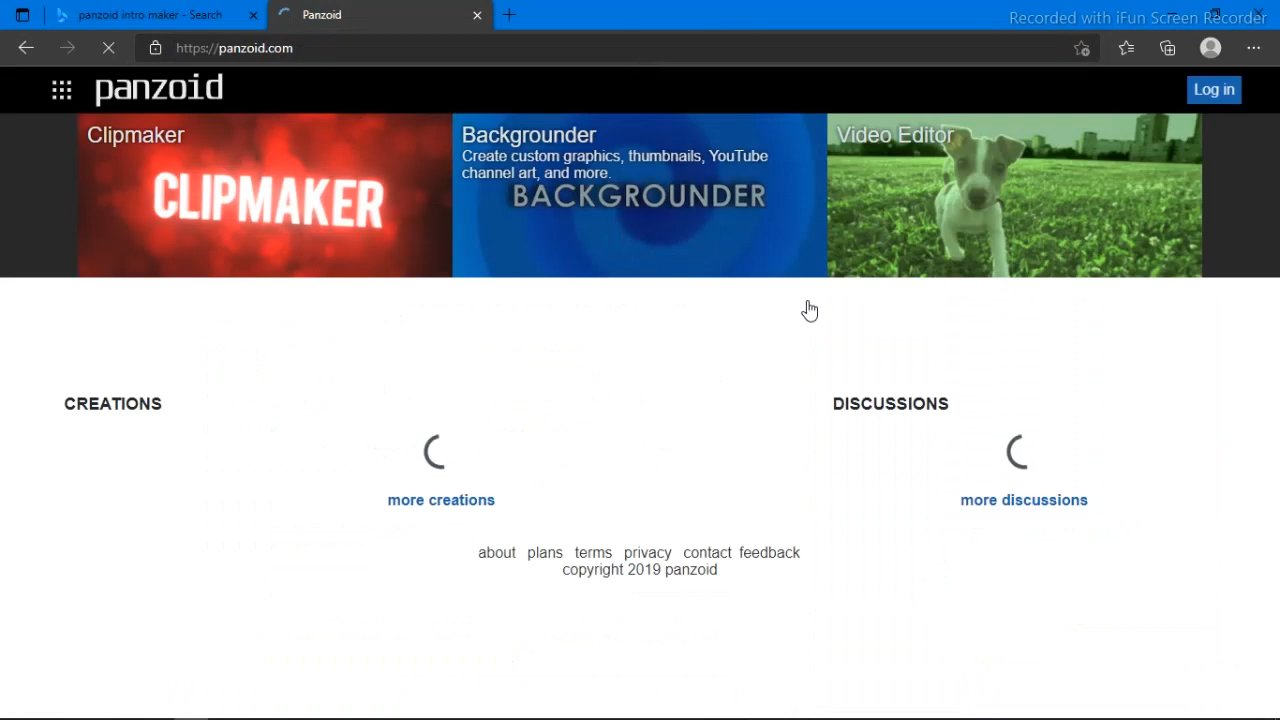 panzoid intro maker - Search
Panzoid
Recorded with iFun Screen Recorder
https://panzoid.com
panzoid
Log in
Clipmaker
CLIPMAKER
Backgrounder
Create custom graphics, thumbnails, YouTube
channel art, and more.
BACKGROUNDER
Video Editor
CREATIONS
DISCUSSIONS
more creations
more discussions
about plans terms privacy contact feedback
copyright 2019 panzoid